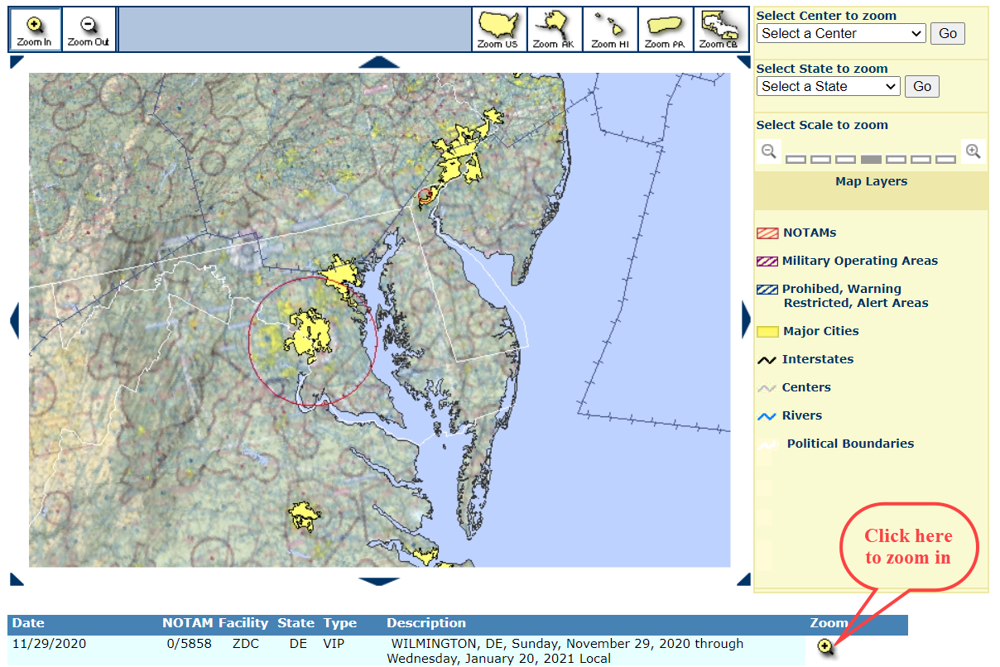 Zoom In
Zoom Out
Zoom US
Zoom AK
Zoom HI
Zoom PR
Zoom CB
Select Center to zoom
Select a Center
Go
Select State to zoom
Select a State
Go
Select Scale to zoom
Map Layers
NOTAMs
Military Operating Areas
Prohibed, Warning
Restricted, Alert Areas
Major Cities
Interstates
Centers
Rivers
Political Boundaries
Click here
to zoom in
Date NOTAM Facility State Type Description Zoom
11/29/2020 0/5858 ZDC DE VIP WILMINGTON, DE, Sunday, November 29, 2020 through
Wednesday, January 20, 2021 Local